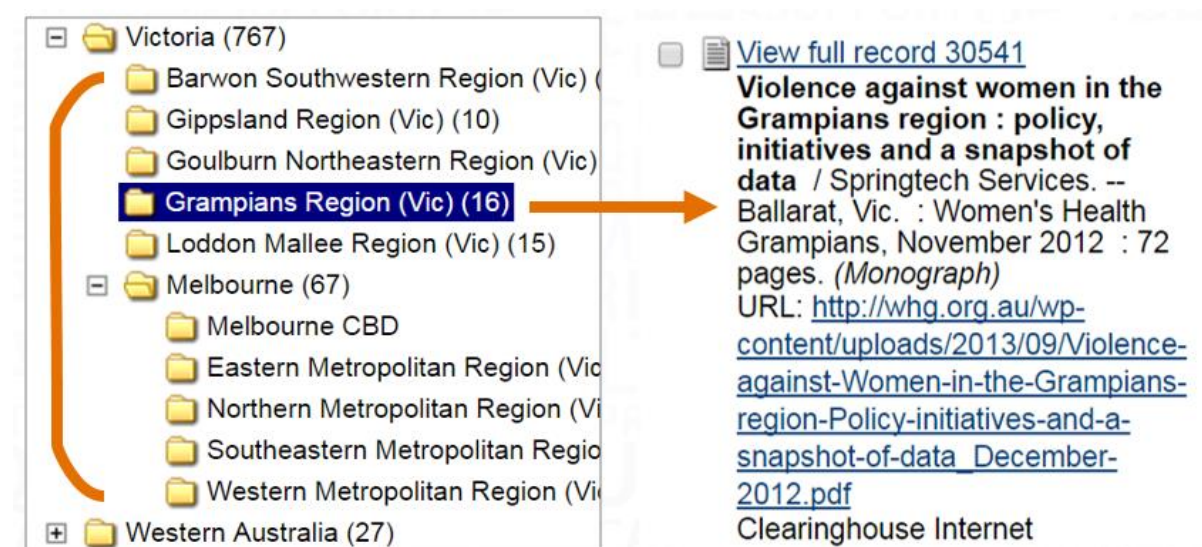 Victoria (767)
Barwon Southwestern Region (Vic) (
Gippsland Region (Vic) (10)
Goulburn Northeastern Region (Vic)
Grampians Region (Vic) (16)
Loddon Mallee Region (Vic) (15)
Melbourne (67)
Melbourne CBD
Eastern Metropolitan Region (Vic
Northern Metropolitan Region (Vi
Southeastern Metropolitan Regio
Western Metropolitan Region (Vi
Western Australia (27)
View full record 30541
Violence against women in the
Grampians region : policy,
initiatives and a snapshot of
data / Springtech Services. --
Ballarat, Vic. : Women's Health
Grampians, November 2012 : 72
pages. (Monograph)
URL: http://whg.org.au/wp-
content/uploads/2013/09/Violence-
against-Women-in-the-Grampians-
region-Policy-initiatives-and-a-
snapshot-of-data_December-
2012.pdf
Clearinghouse Internet